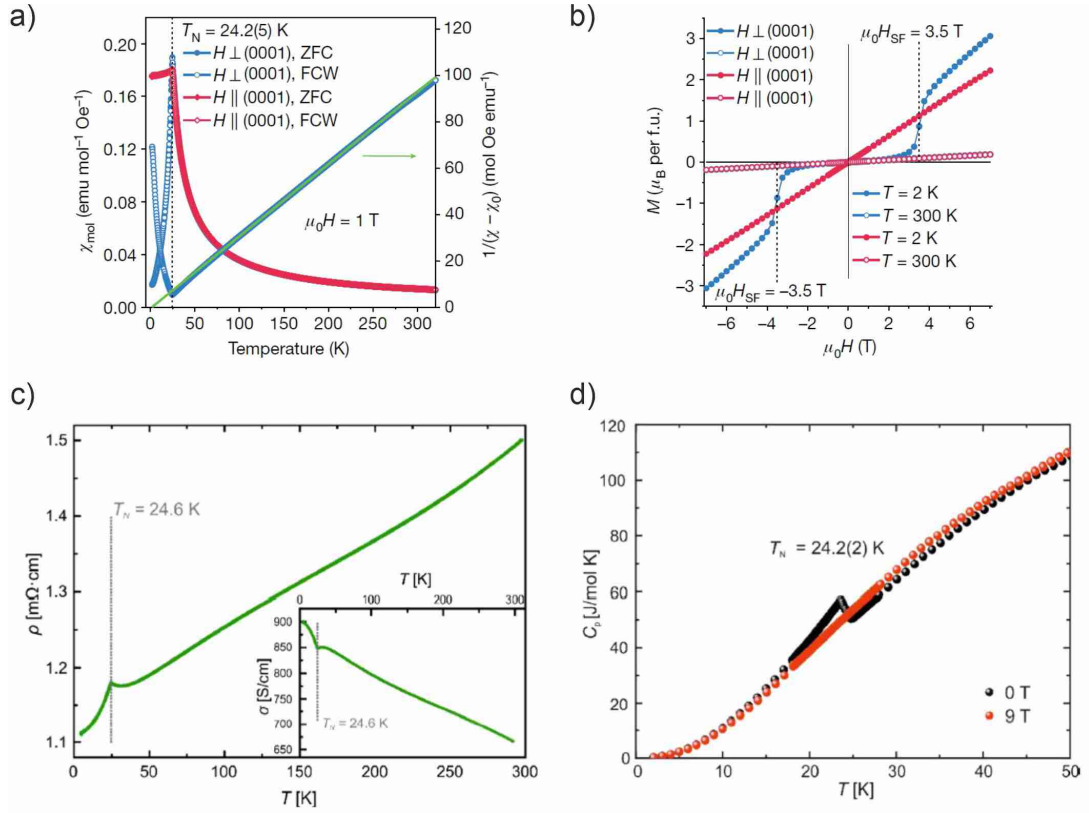 a)
T_N = 24.2(5) K
H ⊥ (0001), ZFC
H ⊥ (0001), FCW
H || (0001), ZFC
H || (0001), FCW
μ₀H = 1 T
0.20
0.16
0.12
0.08
0.04
0.00
χ_mol (emu mol⁻¹ Oe⁻¹)
120
100
80
60
40
20
0
1/(χ − χ₀) (mol Oe emu⁻¹)
0 50 100 150 200 250 300
Temperature (K)
b)
H ⊥ (0001)
H ⊥ (0001)
H || (0001)
H || (0001)
μ₀H_SF = 3.5 T
T = 2 K
T = 300 K
T = 2 K
T = 300 K
μ₀H_SF = −3.5 T
3
2
1
0
−1
−2
−3
M (μ_B per f.u.)
−6 −4 −2 0 2 4 6
μ₀H (T)
c)
T_N = 24.6 K
1.5
1.4
1.3
1.2
1.1
ρ [mΩ·cm]
0 50 100 150 200 250 300
T [K]
T [K]
0 100 200 300
900
850
800
750
700
650
σ [S/cm]
T_N = 24.6 K
d)
T_N = 24.2(2) K
0 T
9 T
120
100
80
60
40
20
0
C_p [J/mol K]
0 10 20 30 40 50
T [K]